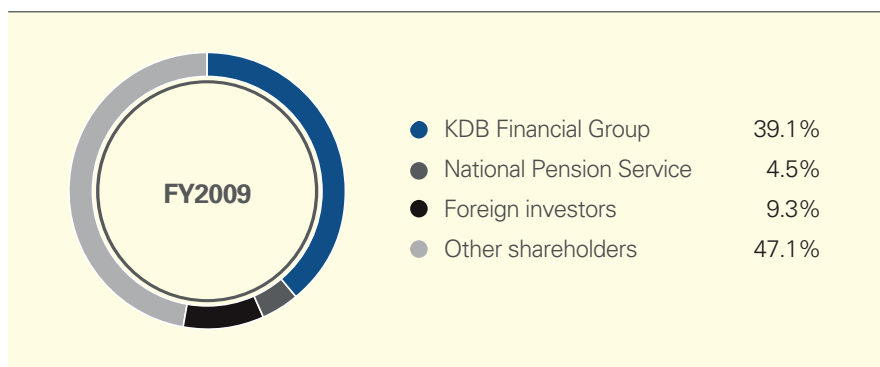 FY2009
KDB Financial Group 39.1%
National Pension Service 4.5%
Foreign investors 9.3%
Other shareholders 47.1%